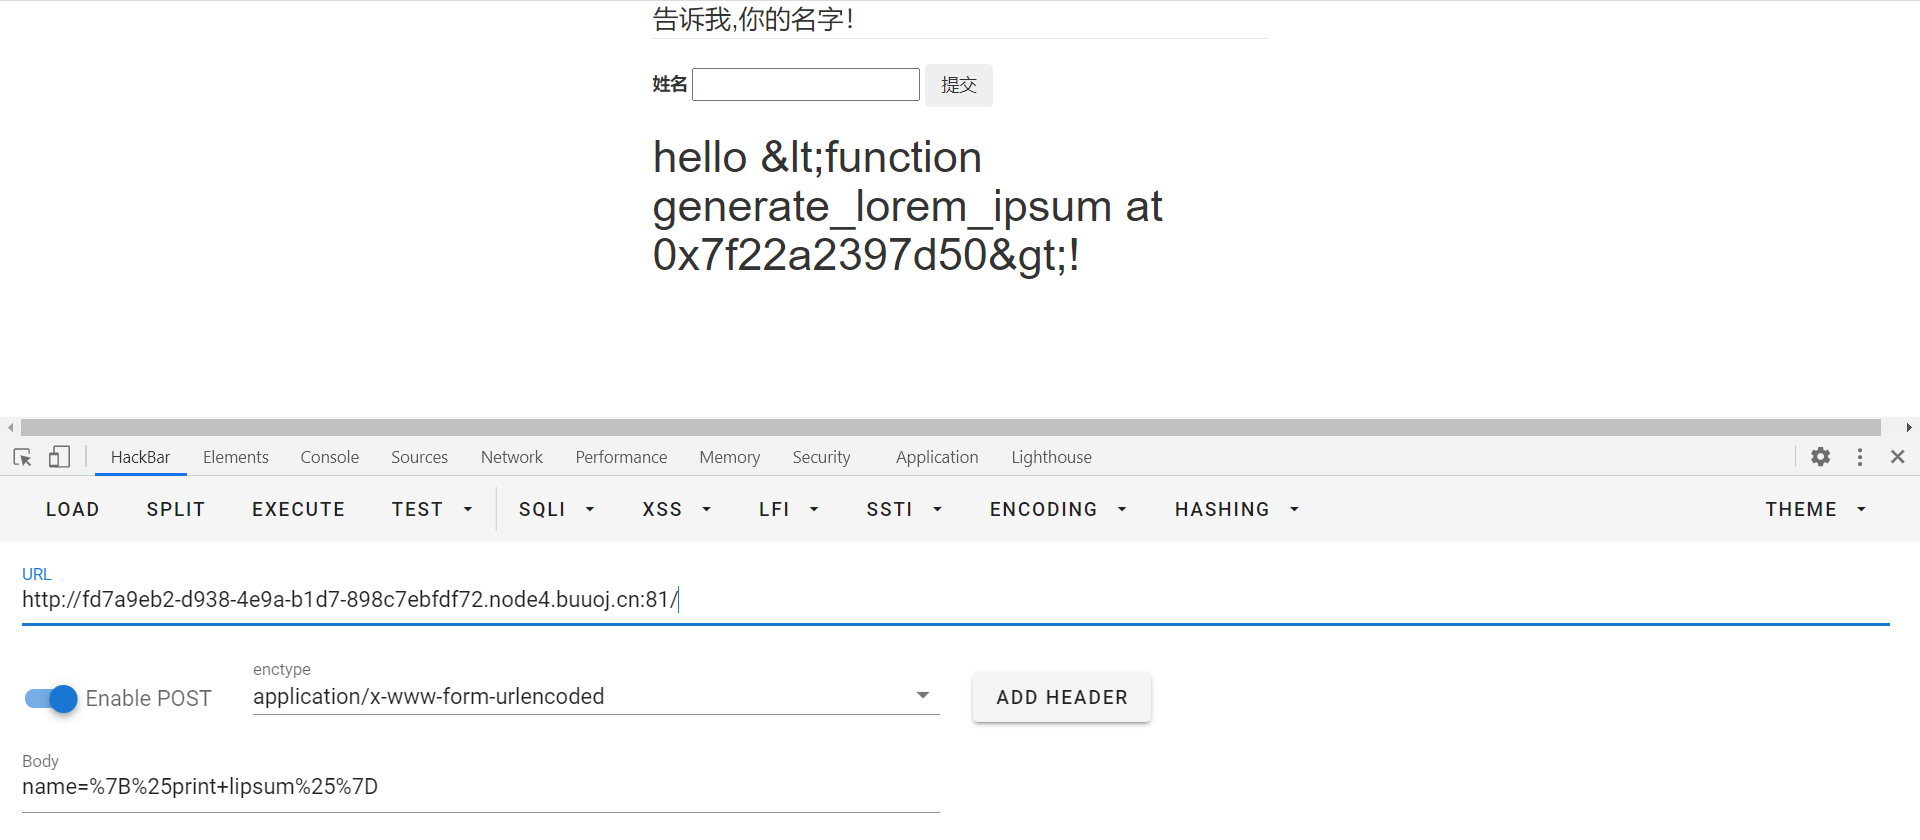 告诉我,你的名字!
姓名 提交
hello &lt;function
generate_lorem_ipsum at
0x7f22a2397d50&gt;!
HackBar Elements Console Sources Network Performance Memory Security Application Lighthouse
LOAD SPLIT EXECUTE TEST SQLI XSS LFI SSTI ENCODING HASHING THEME
URL
http://fd7a9eb2-d938-4e9a-b1d7-898c7ebfdf72.node4.buuoj.cn:81/
enctype
Enable POST application/x-www-form-urlencoded ADD HEADER
Body
name=%7B%25print+lipsum%25%7D